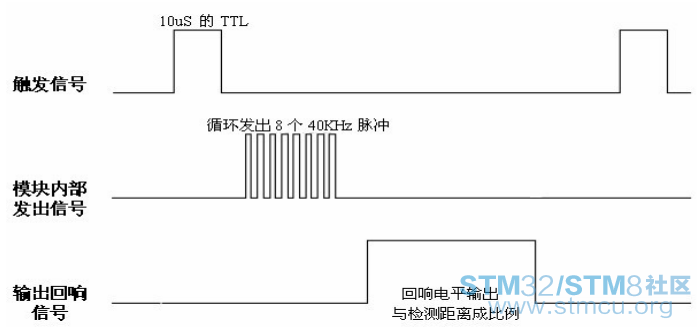 10uS 的 TTL
触发信号
循环发出8个 40KHz 脉冲
模块内部
发出信号
输出回响
信号
回响电平输出
与检测距离成比例
STM32/STM8社区
www.stmcu.org